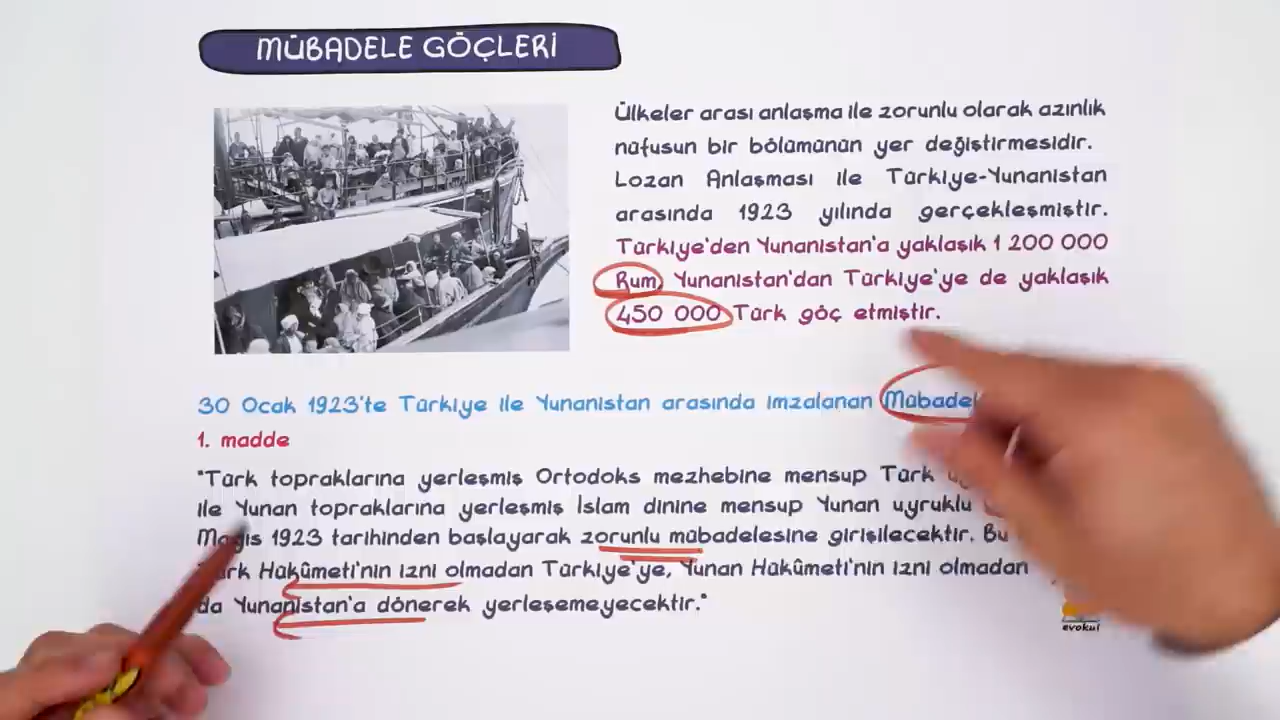 MÜBADELE GÖÇLERİ
Ülkeler arası anlaşma ile zorunlu olarak azınlık
nüfusun bir bölümünün yer değiştirmesidir.
Lozan Anlaşması ile Türkiye-Yunanistan
arasında 1923 yılında gerçekleşmiştir.
Türkiye'den Yunanistan'a yaklaşık 1 200 000
Rum, Yunanistan'dan Türkiye'ye de yaklaşık
450 000 Türk göç etmiştir.
30 Ocak 1923'te Türkiye ile Yunanistan arasında imzalanan
1. madde
"Türk topraklarına yerleşmiş Ortodoks mezhebine mensup Türk
ile Yunan topraklarına yerleşmiş İslam dinine mensup Yunan uyruklu
Mayıs 1923 tarihinden başlayarak zorunlu mübadelesine girişilecektir. Bu
Türk Hükûmeti'nin izni olmadan Türkiye'ye, Yunan Hükûmeti'nin izni olmadan
da Yunanistan'a dönerek yerleşemeyecektir."
evokul